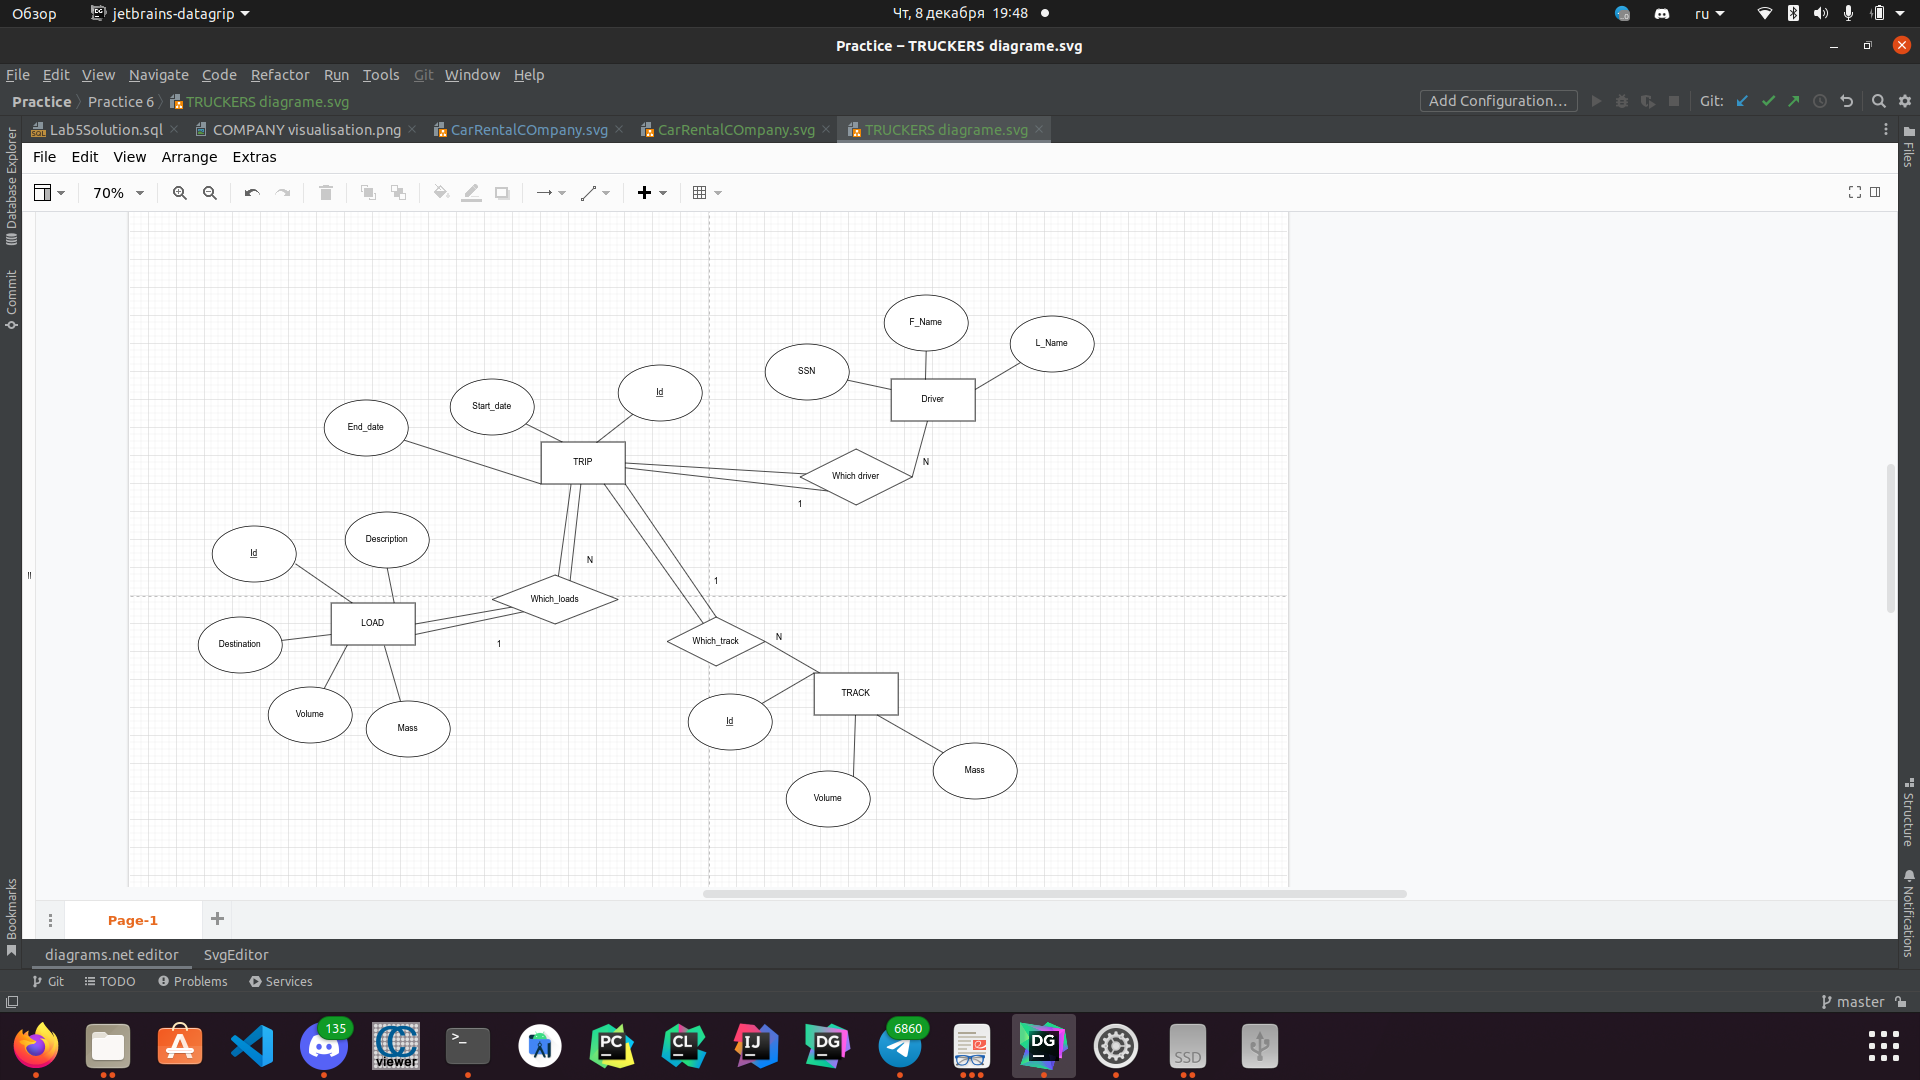 Обзор
jetbrains-datagrip
Чт, 8 декабря 19:48
ru
Practice – TRUCKERS diagrame.svg
File Edit View Navigate Code Refactor Run Tools Git Window Help
Practice Practice 6 TRUCKERS diagrame.svg
Add Configuration...
Git:
Lab5Solution.sql
COMPANY visualisation.png
CarRentalCOmpany.svg
CarRentalCOmpany.svg
TRUCKERS diagrame.svg
File Edit View Arrange Extras
70%
Database Explorer
Commit
Bookmarks
Files
Structure
Notifications
F_Name
L_Name
SSN
Driver
Id
Start_date
End_date
TRIP
N
Which driver
1
Id
Description
N
1
Which_loads
LOAD
Destination
1
Which_track
N
TRACK
Volume
Mass
Id
Mass
Volume
Page-1
diagrams.net editor
SvgEditor
Git
TODO
Problems
Services
master
135
viewer
>_
PC
CL
IJ
DG
6860
DG
SSD